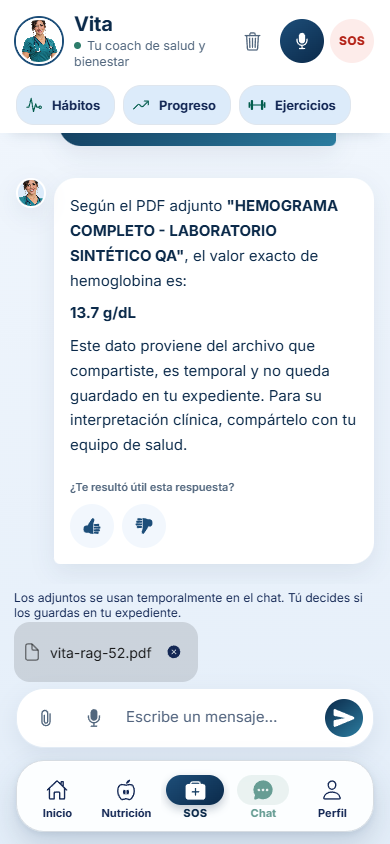 Vita
Tu coach de salud y
bienestar
SOS
Hábitos
Progreso
Ejercicios
Según el PDF adjunto "HEMOGRAMA
COMPLETO - LABORATORIO
SINTÉTICO QA", el valor exacto de
hemoglobina es:
13.7 g/dL
Este dato proviene del archivo que
compartiste, es temporal y no queda
guardado en tu expediente. Para su
interpretación clínica, compártelo con tu
equipo de salud.
¿Te resultó útil esta respuesta?
Los adjuntos se usan temporalmente en el chat. Tú decides si
los guardas en tu expediente.
vita-rag-52.pdf
Escribe un mensaje...
Inicio
Nutrición
SOS
Chat
Perfil